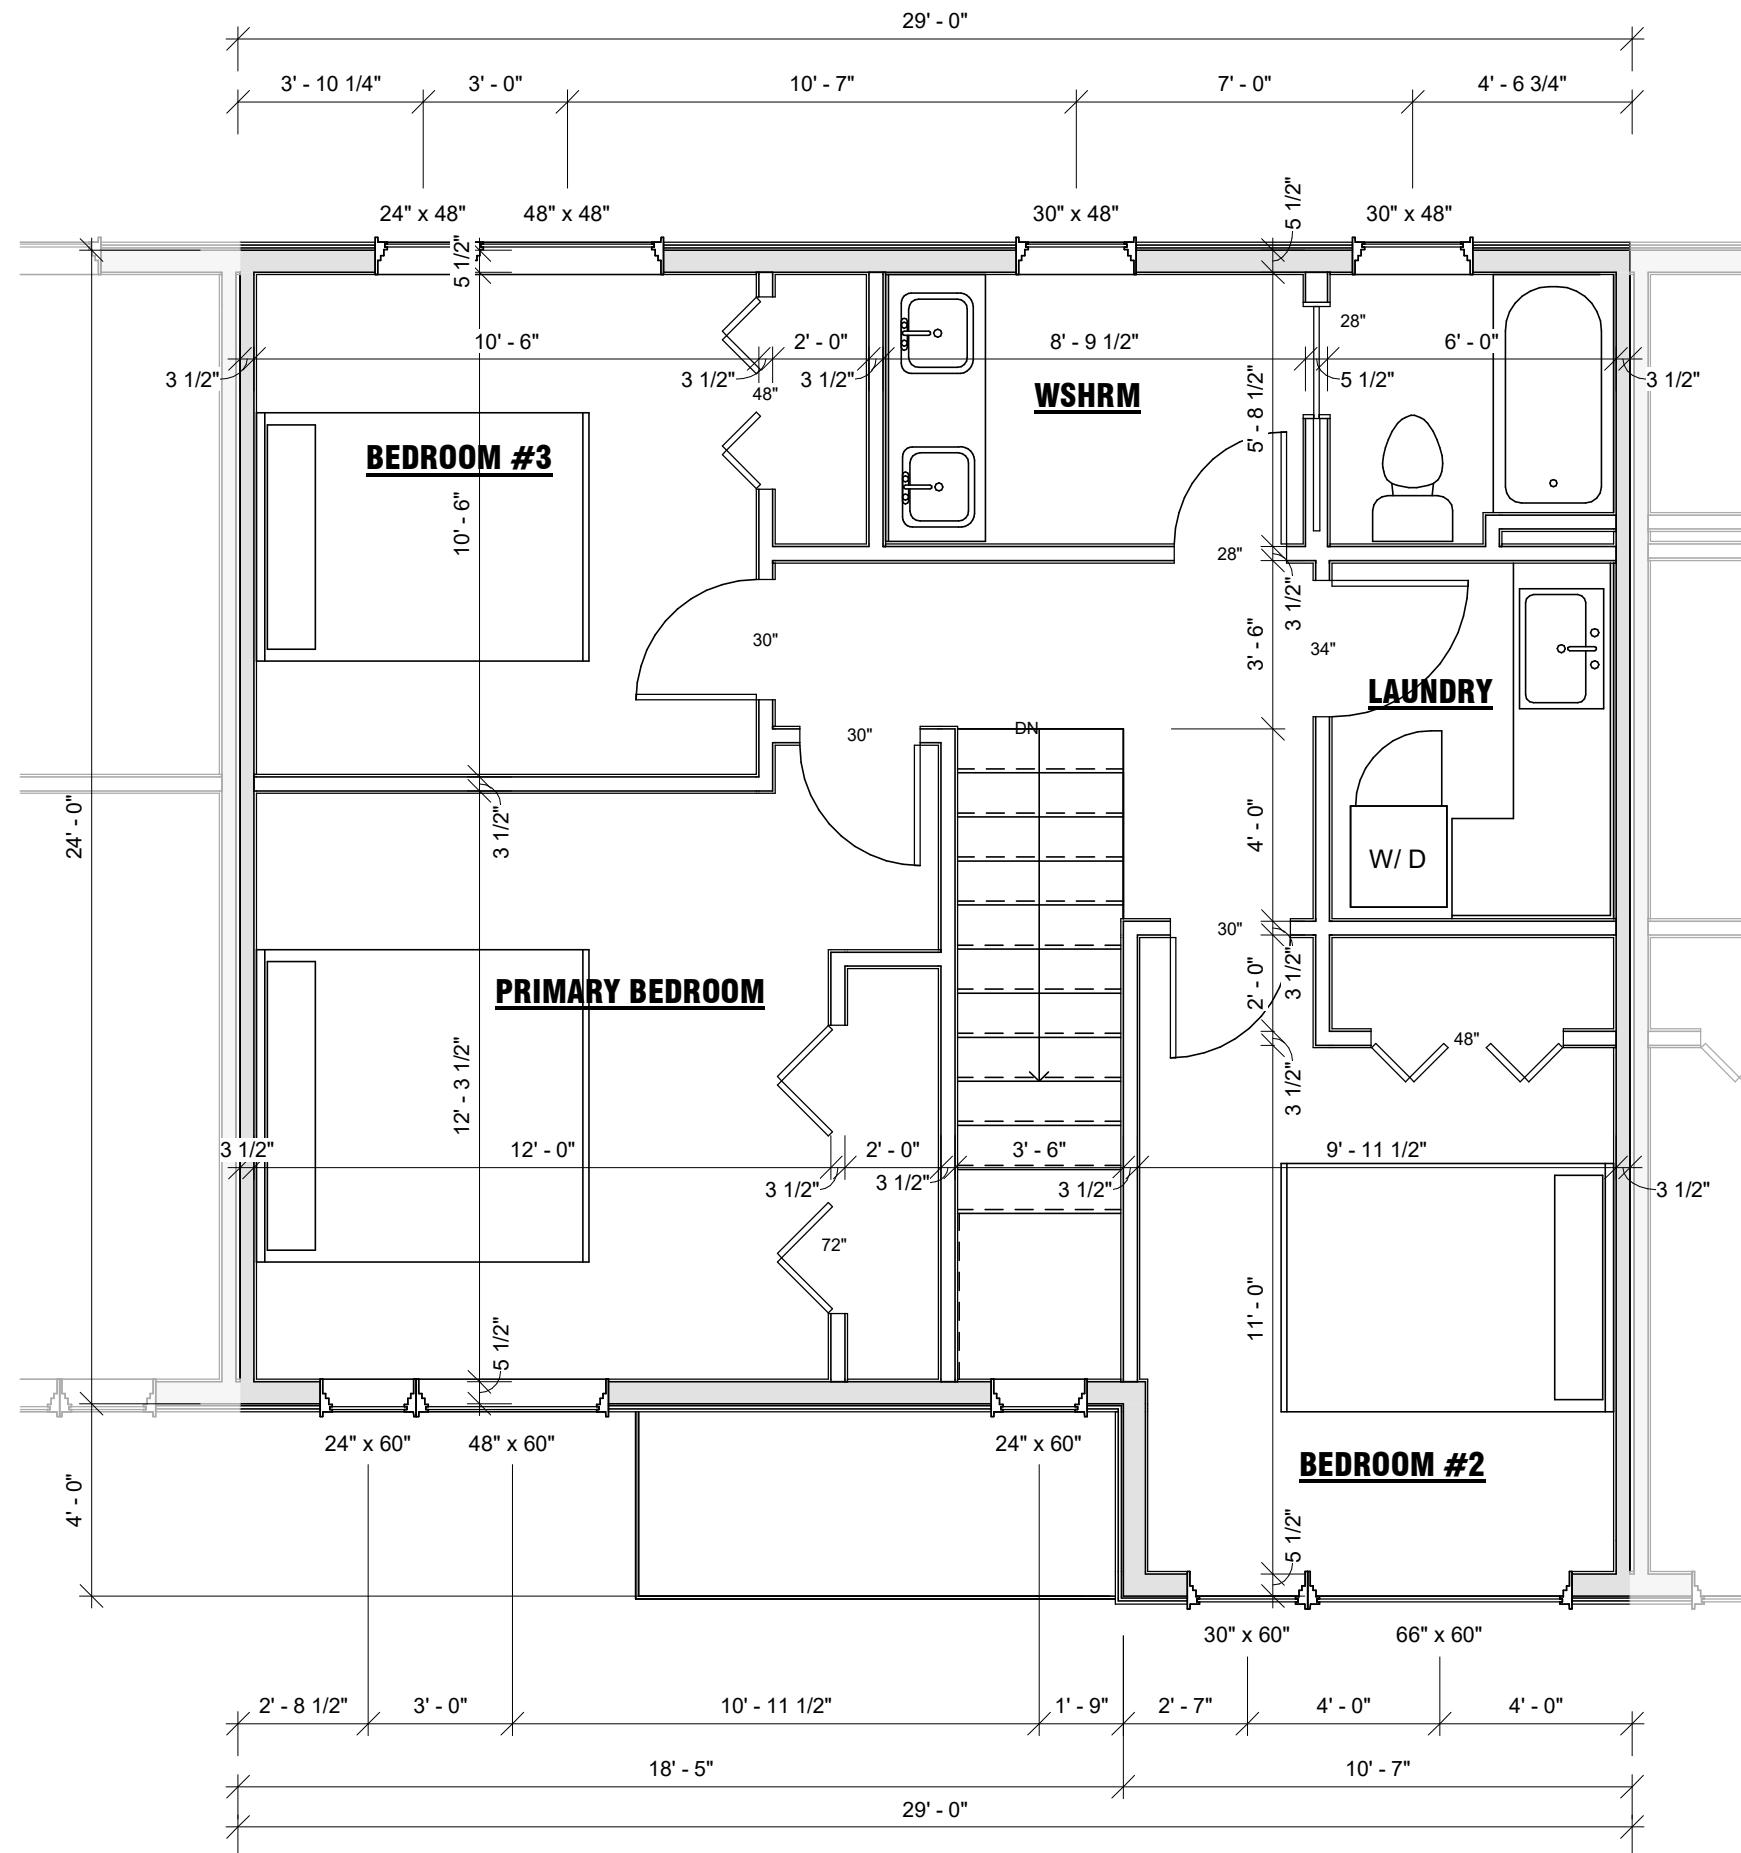 29' - 0"
3' - 10 1/4"
3' - 0"
10' - 7"
7' - 0"
4' - 6 3/4"
24" x 48"
48" x 48"
30" x 48"
30" x 48"
5 1/2"
5 1/2"
10' - 6"
2' - 0"
8' - 9 1/2"
28"
6' - 0"
3 1/2"
3 1/2"
48"
3 1/2"
5 1/2"
3 1/2"
WSHRM
5' - 8 1/2"
BEDROOM #3
10' - 6"
28"
3 1/2"
30"
3' - 6"
34"
LAUNDRY
30"
DN
24' - 0"
3 1/2"
4' - 0"
W/ D
30"
3 1/2"
2' - 0"
PRIMARY BEDROOM
48"
3 1/2"
12' - 3 1/2"
3 1/2"
12' - 0"
2' - 0"
3' - 6"
9' - 11 1/2"
3 1/2"
3 1/2"
3 1/2"
3 1/2"
72"
11' - 0"
5 1/2"
24" x 60"
48" x 60"
24" x 60"
BEDROOM #2
4' - 0"
5 1/2"
30" x 60"
66" x 60"
2' - 8 1/2"
3' - 0"
10' - 11 1/2"
1' - 9"
2' - 7"
4' - 0"
4' - 0"
18' - 5"
10' - 7"
29' - 0"